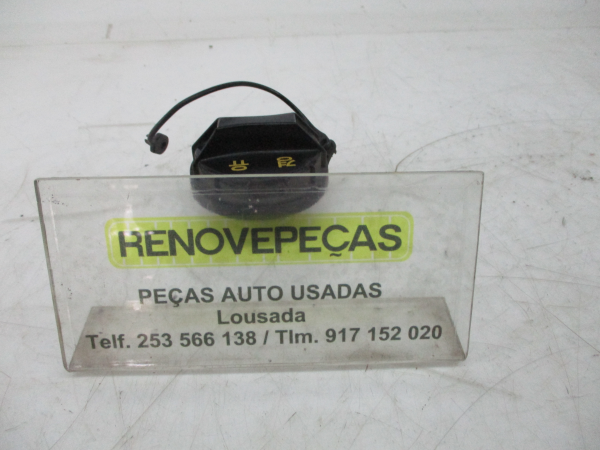 RENOVEPEÇAS
PEÇAS AUTO USADAS
Lousada
Telf. 253 566 138 / Tlm. 917 152 020